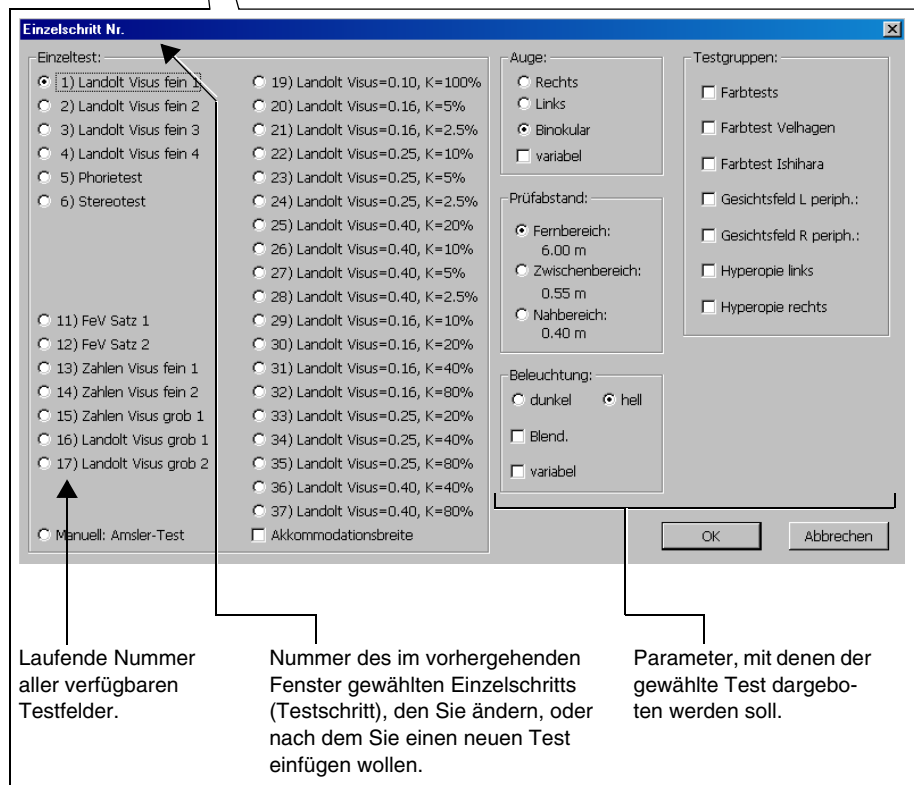 Einzelschritt Nr.
Einzeltest:
1) Landolt Visus fein 1
2) Landolt Visus fein 2
3) Landolt Visus fein 3
4) Landolt Visus fein 4
5) Phorietest
6) Stereotest
11) FeV Satz 1
12) FeV Satz 2
13) Zahlen Visus fein 1
14) Zahlen Visus fein 2
15) Zahlen Visus grob 1
16) Landolt Visus grob 1
17) Landolt Visus grob 2
Manuell: Amsler-Test
19) Landolt Visus=0.10, K=100%
20) Landolt Visus=0.16, K=5%
21) Landolt Visus=0.16, K=2.5%
22) Landolt Visus=0.25, K=10%
23) Landolt Visus=0.25, K=5%
24) Landolt Visus=0.25, K=2.5%
25) Landolt Visus=0.40, K=20%
26) Landolt Visus=0.40, K=10%
27) Landolt Visus=0.40, K=5%
28) Landolt Visus=0.40, K=2.5%
29) Landolt Visus=0.16, K=10%
30) Landolt Visus=0.16, K=20%
31) Landolt Visus=0.16, K=40%
32) Landolt Visus=0.16, K=80%
33) Landolt Visus=0.25, K=20%
34) Landolt Visus=0.25, K=40%
35) Landolt Visus=0.25, K=80%
36) Landolt Visus=0.40, K=40%
37) Landolt Visus=0.40, K=80%
Akkommodationsbreite
Auge:
Rechts
Links
Binokular
variabel
Prüfabstand:
Fernbereich:
6.00 m
Zwischenbereich:
0.55 m
Nahbereich:
0.40 m
Beleuchtung:
dunkel hell
Blend.
variabel
Testgruppen:
Farbtests
Farbtest Velhagen
Farbtest Ishihara
Gesichtsfeld L periph.:
Gesichtsfeld R periph.:
Hyperopie links
Hyperopie rechts
OK Abbrechen
Laufende Nummer
aller verfügbaren
Testfelder.
Nummer des im vorhergehenden
Fenster gewählten Einzelschritts
(Testschritt), den Sie ändern, oder
nach dem Sie einen neuen Test
einfügen wollen.
Parameter, mit denen der
gewählte Test dargebo-
ten werden soll.